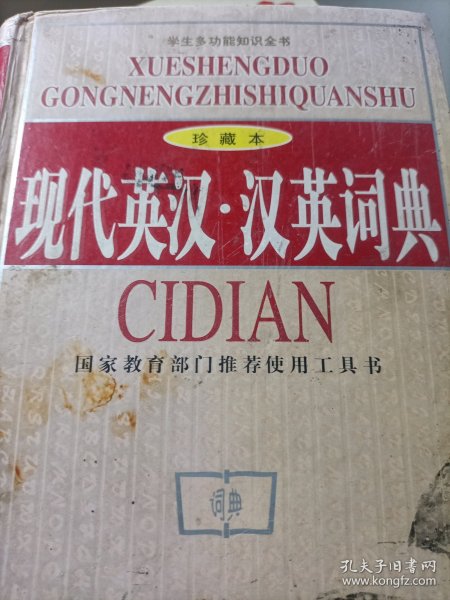 学生多功能知识全书
XUESHENGDUO
GONGNENGZHISHIQUANSHU
珍藏本
现代英汉·汉英词典
CIDIAN
国家教育部门推荐使用工具书
词典
孔夫子旧书网
www.kongfz.com